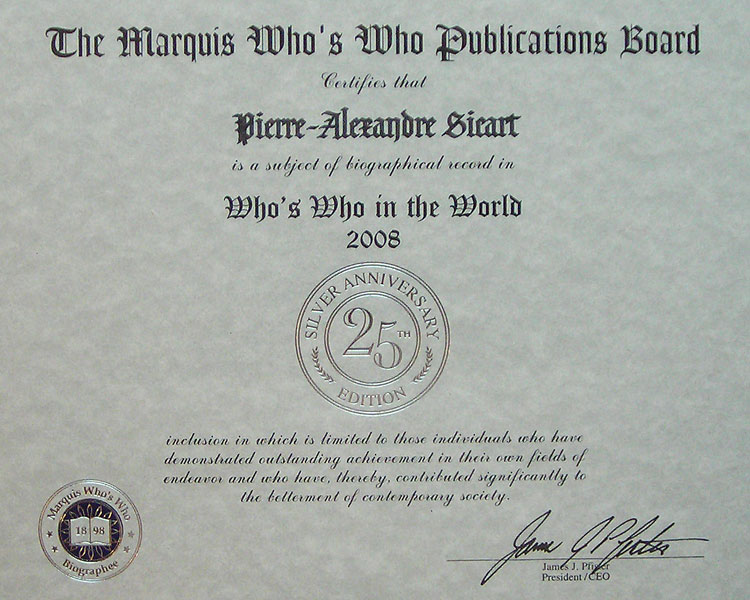 The Marquis Who's Who Publications Board
Certifies that
Pierre-Alexandre Sicart
is a subject of biographical record in
Who's Who in the World
2008
SILVER ANNIVERSARY
25TH
EDITION
inclusion in which is limited to those individuals who have
demonstrated outstanding achievement in their own fields of
endeavor and who have, thereby, contributed significantly to
the betterment of contemporary society.
Marquis Who's Who
1898
Biographee
James J. Pfister
President / CEO